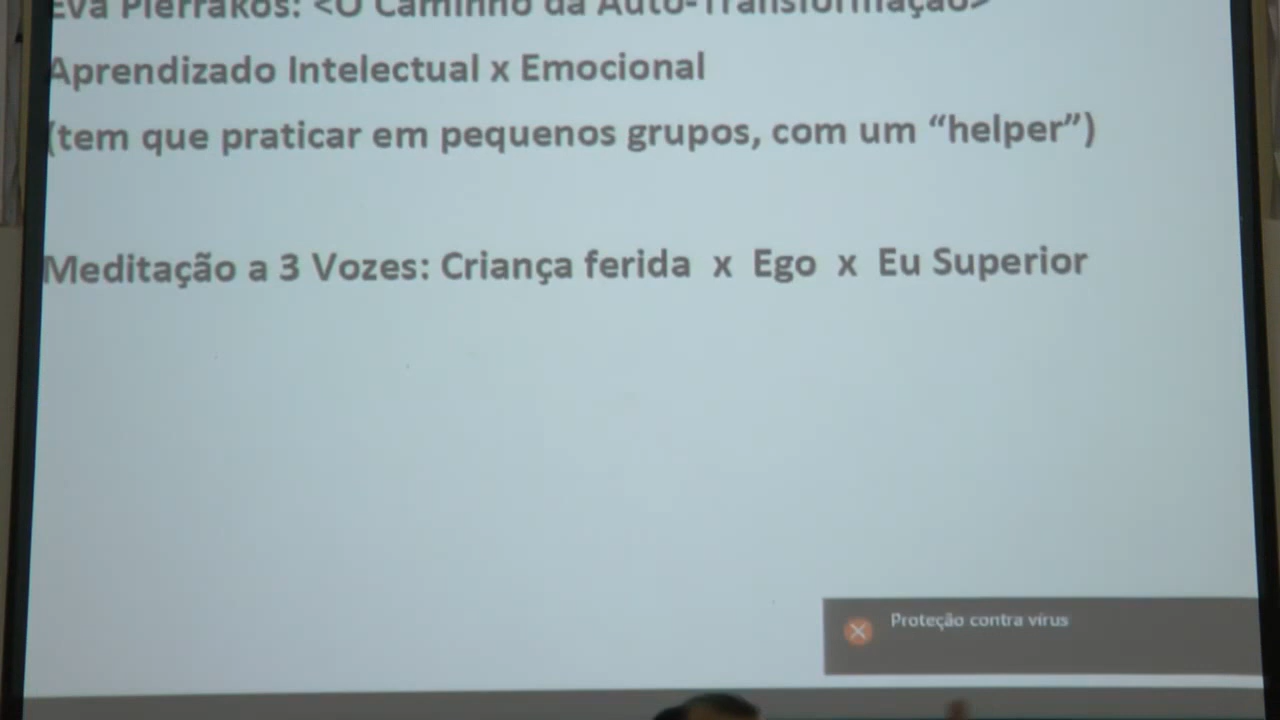 Eva Pierrakos: <O Caminho da Auto-Transformação>
Aprendizado Intelectual x Emocional
(tem que praticar em pequenos grupos, com um “helper”)
Meditação a 3 Vozes: Criança ferida x Ego x Eu Superior
Proteção contra vírus